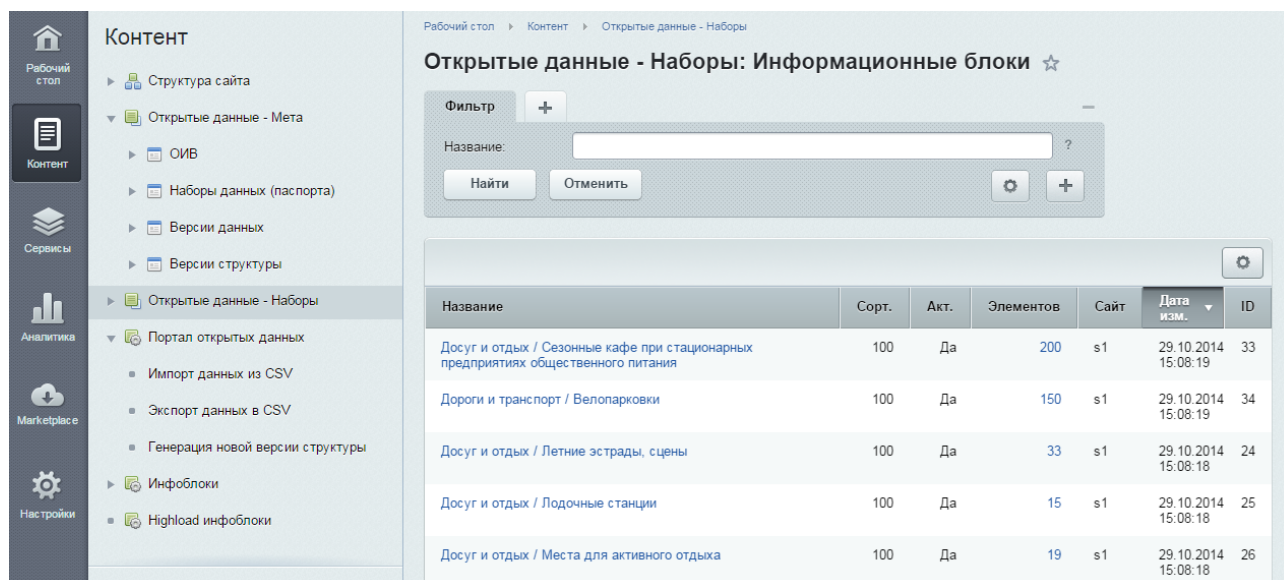 Рабочий
стол
Контент
Сервисы
Аналитика
Marketplace
Настройки
Контент
Структура сайта
Открытые данные - Мета
ОИВ
Наборы данных (паспорта)
Версии данных
Версии структуры
Открытые данные - Наборы
Портал открытых данных
Импорт данных из CSV
Экспорт данных в CSV
Генерация новой версии структуры
Инфоблоки
Highload инфоблоки
Рабочий стол Контент Открытые данные - Наборы
Открытые данные - Наборы: Информационные блоки
Фильтр
Название: ?
Найти Отменить
Название Сорт. Акт. Элементов Сайт Дата изм. ID
Досуг и отдых / Сезонные кафе при стационарных 100 Да 200 s1 29.10.2014 33
предприятиях общественного питания 15:08:19
Дороги и транспорт / Велопарковки 100 Да 150 s1 29.10.2014 34
15:08:19
Досуг и отдых / Летние эстрады, сцены 100 Да 33 s1 29.10.2014 24
15:08:18
Досуг и отдых / Лодочные станции 100 Да 15 s1 29.10.2014 25
15:08:18
Досуг и отдых / Места для активного отдыха 100 Да 19 s1 29.10.2014 26
15:08:18